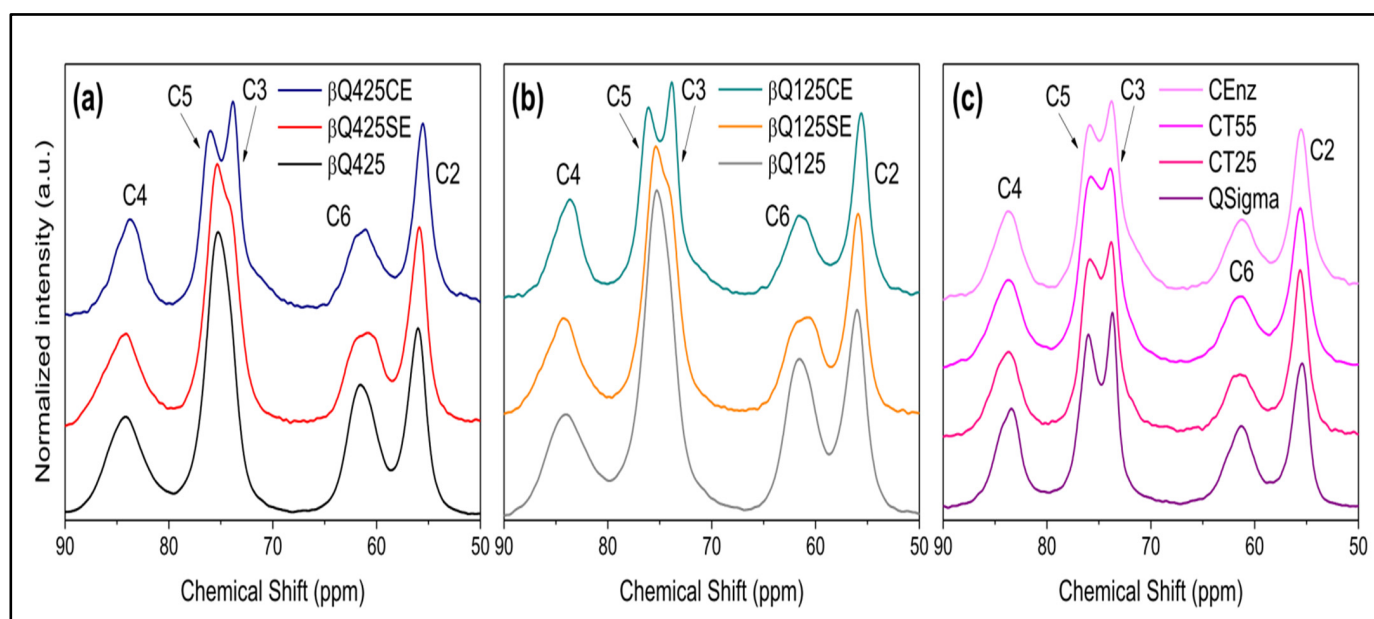 (a)
C5
C3
βQ425CE
βQ425SE
βQ425
C4
C6
C2
(b)
C5
C3
βQ125CE
βQ125SE
βQ125
C4
C6
C2
(c)
C5
C3
CEnz
CT55
CT25
QSigma
C4
C6
C2
Normalized intensity (a.u.)
90 80 70 60 50
90 80 70 60 50
90 80 70 60 50
Chemical Shift (ppm)
Chemical Shift (ppm)
Chemical Shift (ppm)